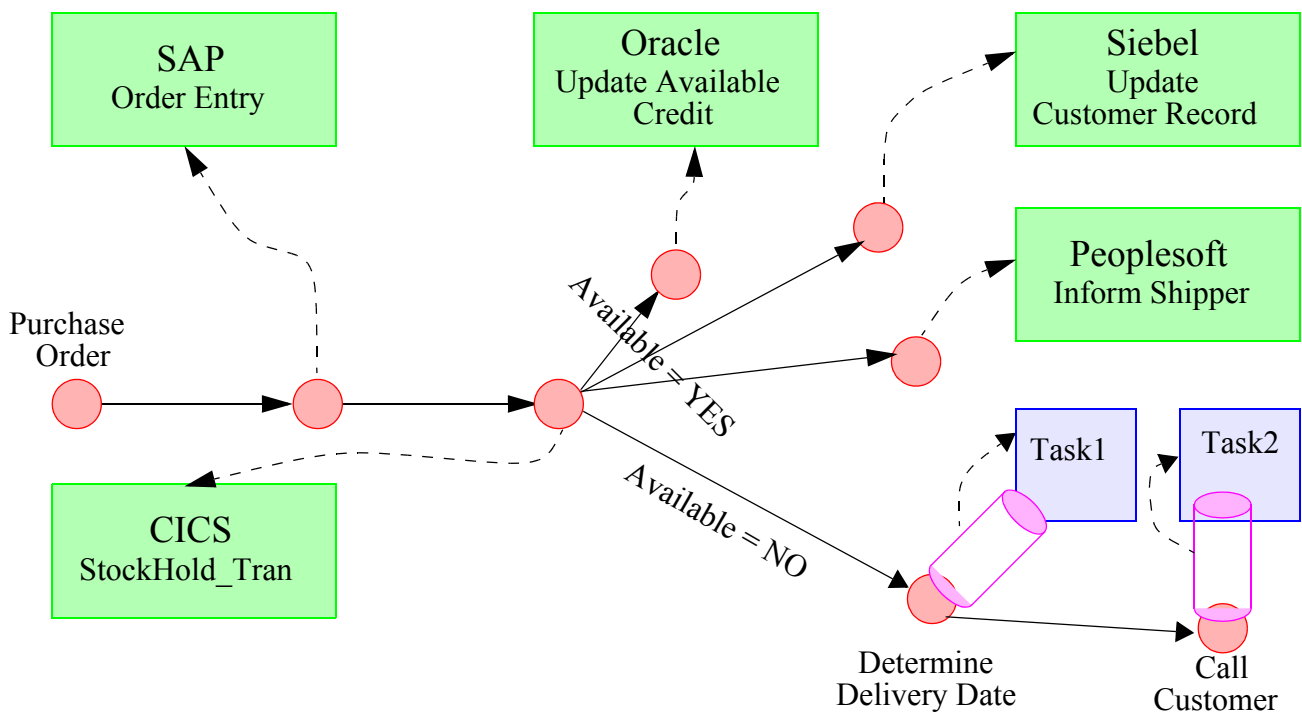 SAP
Order Entry
Oracle
Update Available
Credit
Siebel
Update
Customer Record
Peoplesoft
Inform Shipper
Purchase
Order
Available = YES
Available = NO
Task1
Task2
CICS
StockHold_Tran
Determine
Delivery Date
Call
Customer